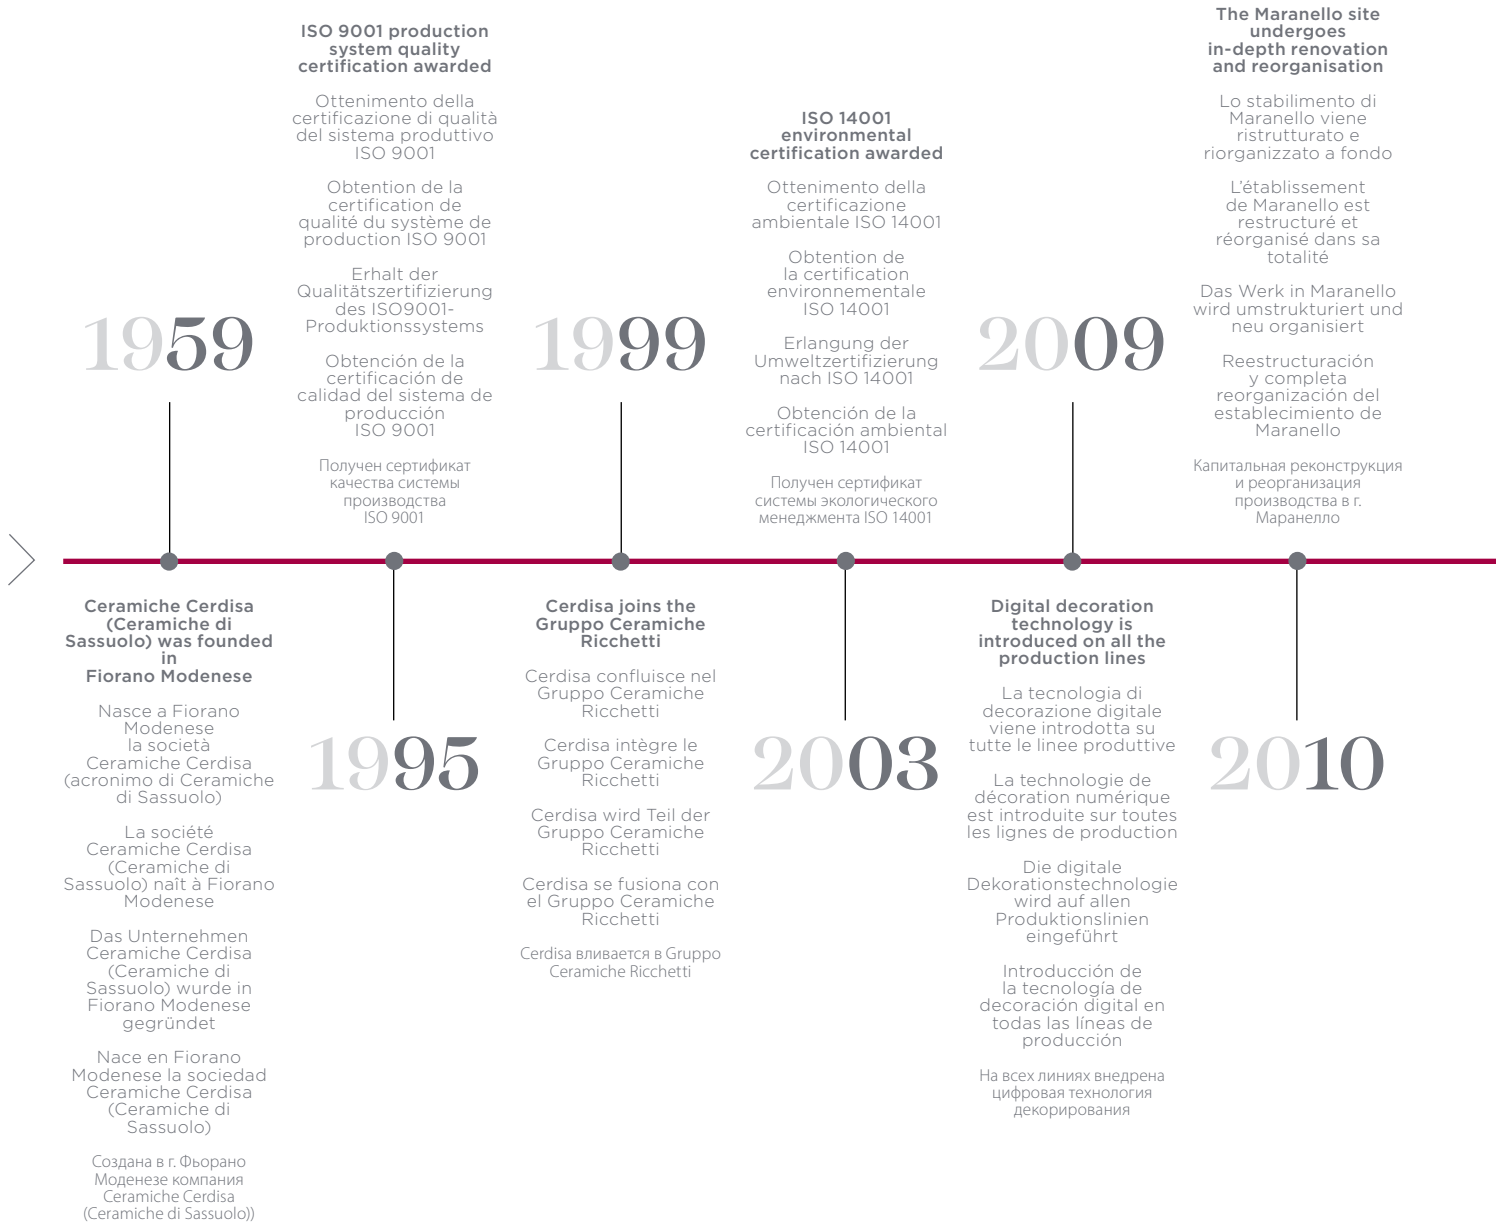 1959
Ceramiche Cerdisa
(Ceramiche di
Sassuolo) was founded
in
Fiorano Modenese
Nasce a Fiorano
Modenese
la società
Ceramiche Cerdisa
(acronimo di Ceramiche
di Sassuolo)
La société
Ceramiche Cerdisa
(Ceramiche di
Sassuolo) naît à Fiorano
Modenese
Das Unternehmen
Ceramiche Cerdisa
(Ceramiche di
Sassuolo) wurde in
Fiorano Modenese
gegründet
Nace en Fiorano
Modenese la sociedad
Ceramiche Cerdisa
(Ceramiche di
Sassuolo)
Создана в г. Фьорано
Моденезе компания
Ceramiche Cerdisa
(Ceramiche di Sassuolo))
ISO 9001 production
system quality
certification awarded
Ottenimento della
certificazione di qualità
del sistema produttivo
ISO 9001
Obtention de la
certification de
qualité du système de
production ISO 9001
Erhalt der
Qualitätszertifizierung
des ISO9001-
Produktionssystems
Obtención de la
certificación de
calidad del sistema de
producción
ISO 9001
Получен сертификат
качества системы
производства
ISO 9001
1995
1999
Cerdisa joins the
Gruppo Ceramiche
Ricchetti
Cerdisa confluisce nel
Gruppo Ceramiche
Ricchetti
Cerdisa intègre le
Gruppo Ceramiche
Ricchetti
Cerdisa wird Teil der
Gruppo Ceramiche
Ricchetti
Cerdisa se fusiona con
el Gruppo Ceramiche
Ricchetti
Cerdisa вливается в Gruppo
Ceramiche Ricchetti
ISO 14001
environmental
certification awarded
Ottenimento della
certificazione
ambientale ISO 14001
Obtention de
la certification
environnementale
ISO 14001
Erlangung der
Umweltzertifizierung
nach ISO 14001
Obtención de la
certificación ambiental
ISO 14001
Получен сертификат
системы экологического
менеджмента ISO 14001
2003
2009
Digital decoration
technology is
introduced on all the
production lines
La tecnologia di
decorazione digitale
viene introdotta su
tutte le linee produttive
La technologie de
décoration numérique
est introduite sur toutes
les lignes de production
Die digitale
Dekorationstechnologie
wird auf allen
Produktionslinien
eingeführt
Introducción de
la tecnología de
decoración digital en
todas las líneas de
producción
На всех линиях внедрена
цифровая технология
декорирования
The Maranello site
undergoes
in-depth renovation
and reorganisation
Lo stabilimento di
Maranello viene
ristrutturato e
riorganizzato a fondo
L’établissement
de Maranello est
restructuré et
réorganisé dans sa
totalité
Das Werk in Maranello
wird umstrukturiert und
neu organisiert
Reestructuración
y completa
reorganización del
establecimiento de
Maranello
Капитальная реконструкция
и реорганизация
производства в г.
Маранелло
2010